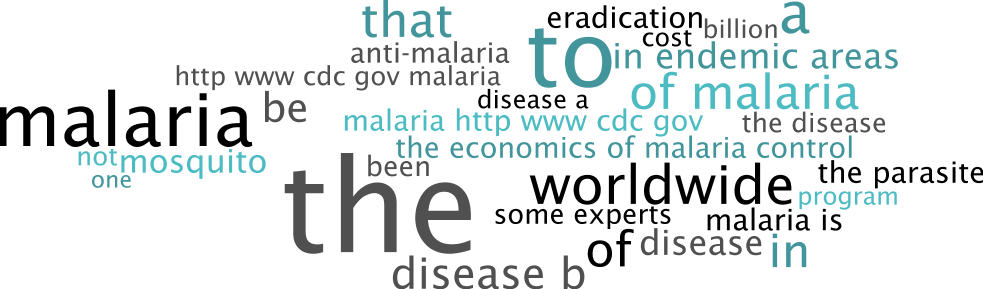 that
eradication
a
cost
billion
anti-malaria
to
in endemic areas
http www cdc gov malaria
of malaria
malaria
be
disease a
malaria http www cdc gov
the disease
the economics of malaria control
not
mosquito
been
one
the
worldwide
the parasite
program
some experts
malaria is
of
disease
in
disease b